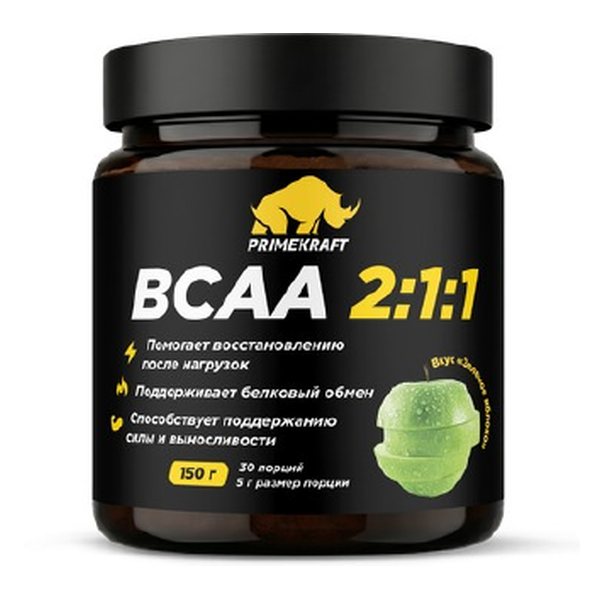 PRIMEKRAFT
BCAA 2:1:1
Помогает восстановлению
после нагрузок
Поддерживает белковый обмен
Способствует поддержанию
силы и выносливости
150 г
30 порций
5 г размер порции
Вкус «Зелёное яблоко»